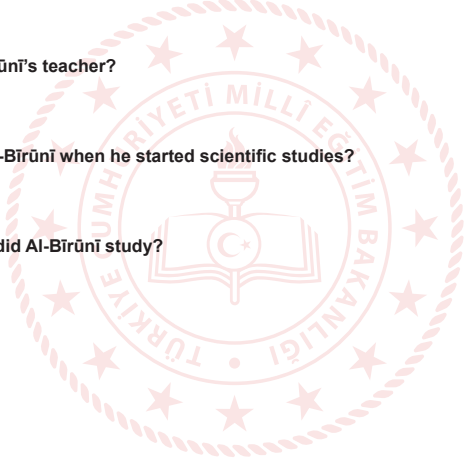 ūnī’s teacher?
-Bīrūnī when he started scientific studies?
did Al-Bīrūnī study?
TÜRKİYE CUMHURİYETİ MİLLÎ EĞİTİM BAKANLIĞI